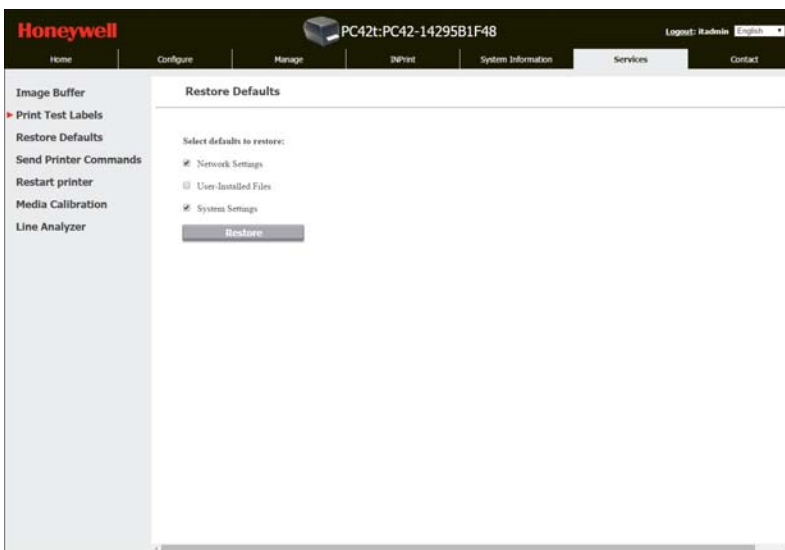 Honeywell
PC42t:PC42-14295B1F48
Logout: itadmin English
Home Configure Manage INPrint System Information Services Contact
Image Buffer
Print Test Labels
Restore Defaults
Send Printer Commands
Restart printer
Media Calibration
Line Analyzer
Restore Defaults
Select defaults to restore:
Network Settings
User-Installed Files
System Settings
Restore